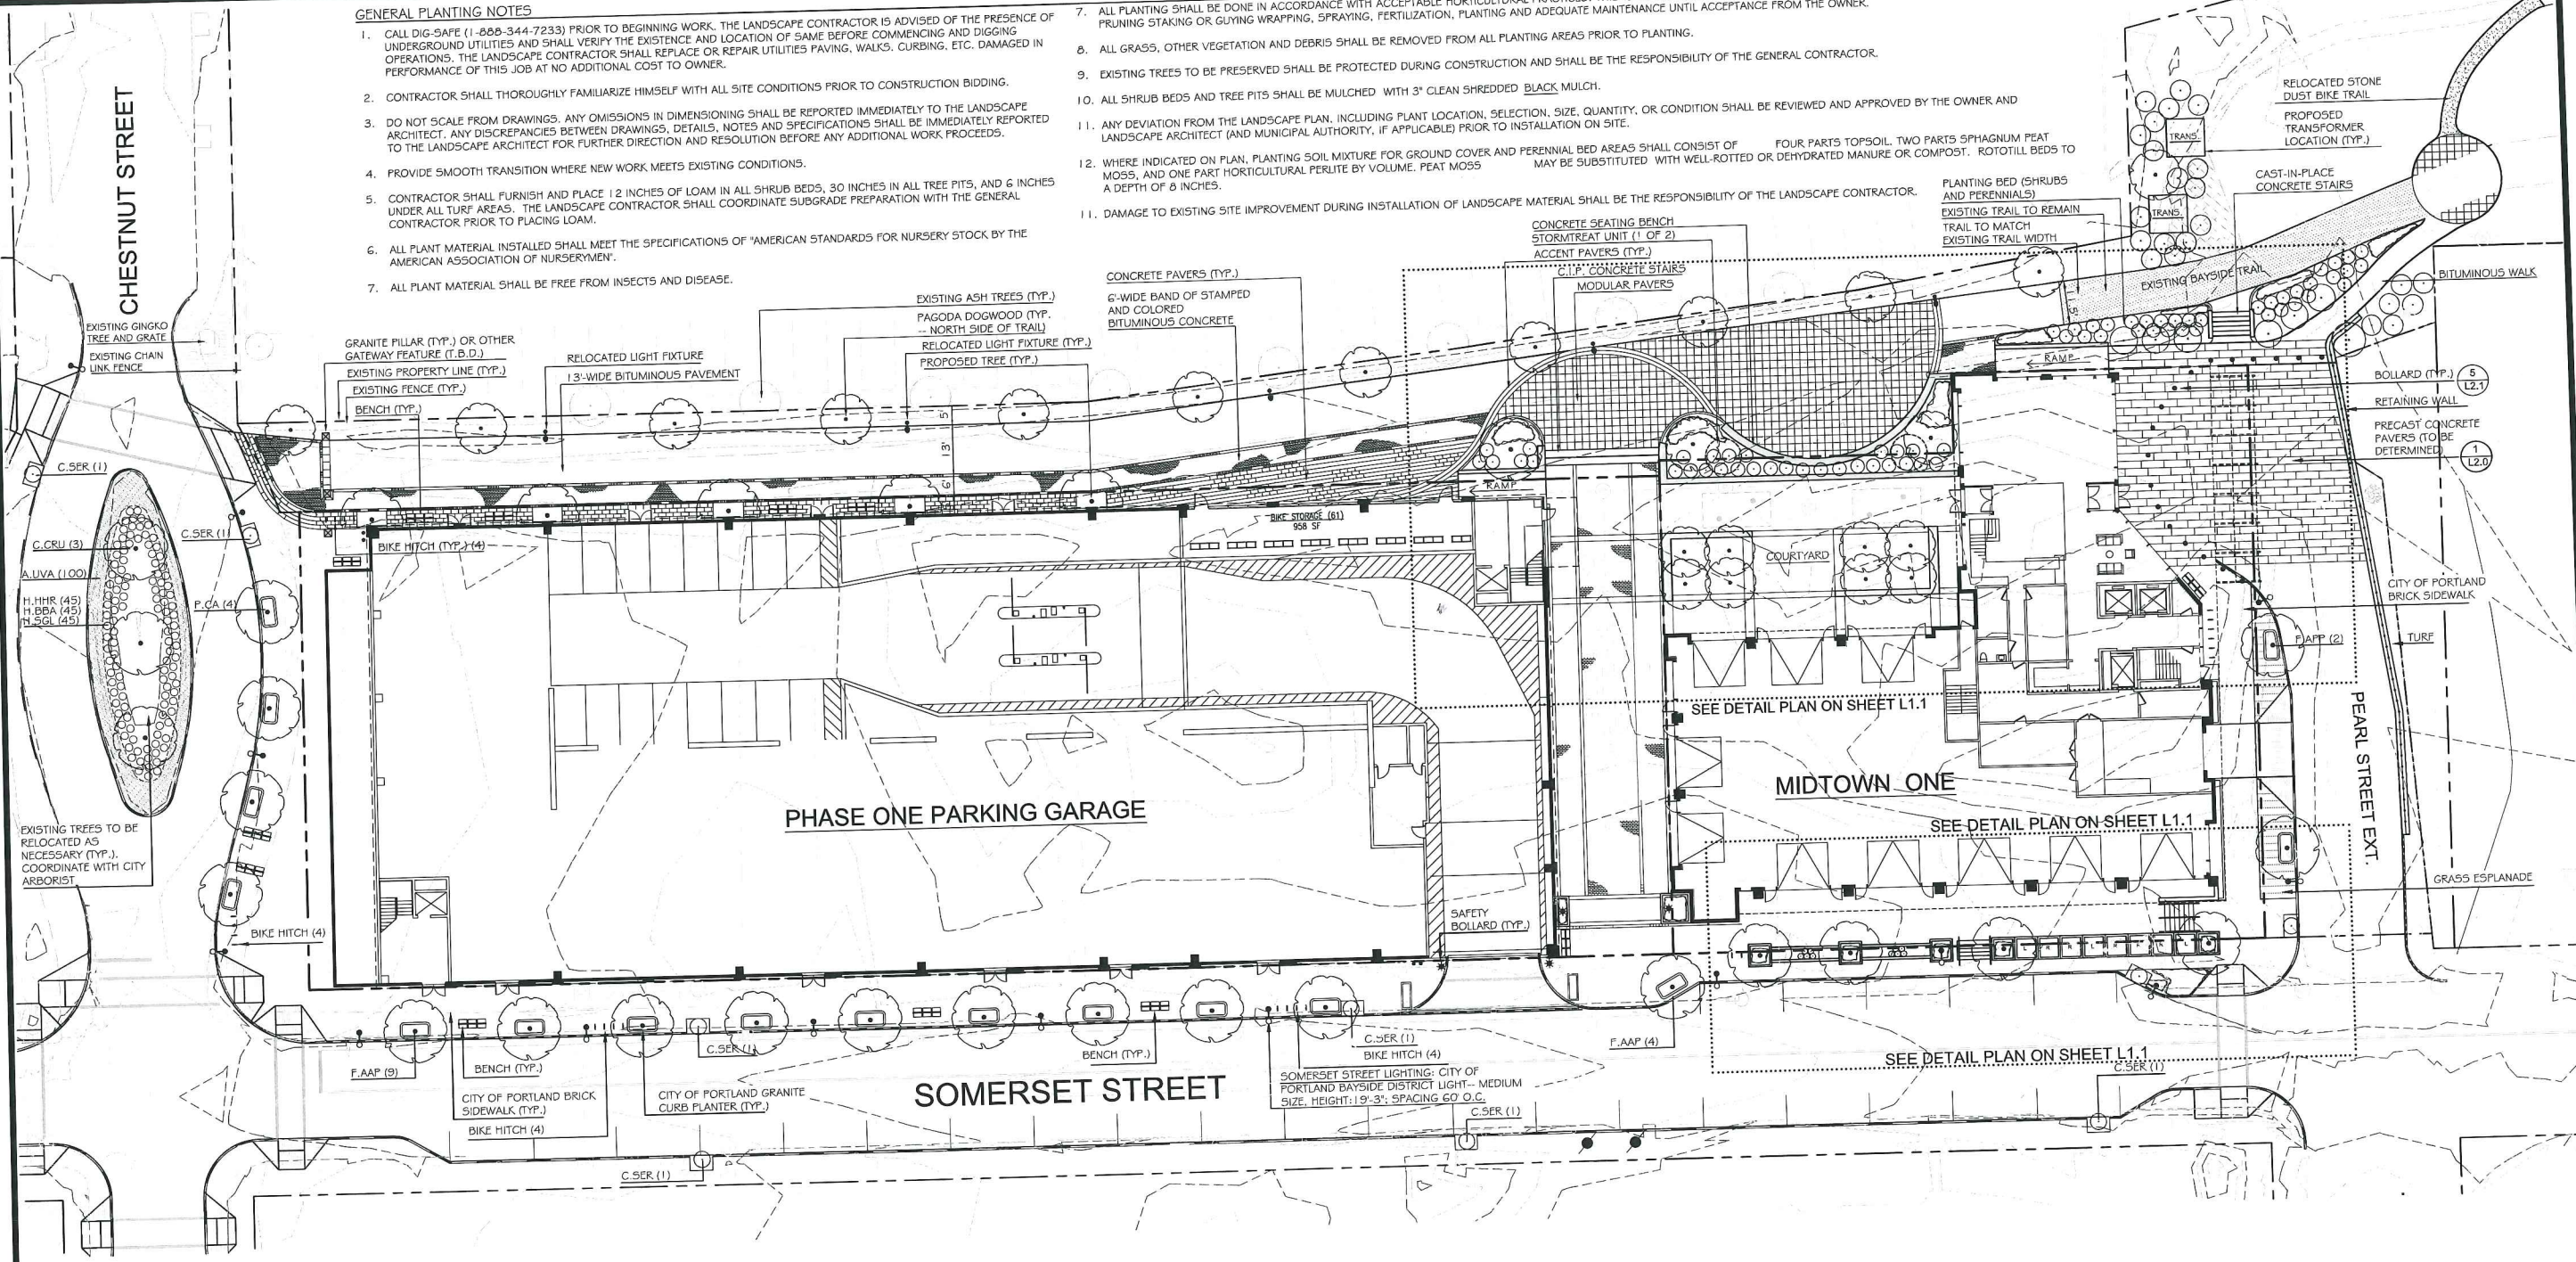 GENERAL PLANTING NOTES
1. CALL DIG-SAFE (1-888-344-7233) PRIOR TO BEGINNING WORK. THE LANDSCAPE CONTRACTOR IS ADVISED OF THE PRESENCE OF
UNDERGROUND UTILITIES AND SHALL VERIFY THE EXISTENCE AND LOCATION OF SAME BEFORE COMMENCING AND DIGGING
OPERATIONS. THE LANDSCAPE CONTRACTOR SHALL REPLACE OR REPAIR UTILITIES PAVING, WALKS, CURBING, ETC. DAMAGED IN
PERFORMANCE OF THIS JOB AT NO ADDITIONAL COST TO OWNER.
2. CONTRACTOR SHALL THOROUGHLY FAMILIARIZE HIMSELF WITH ALL SITE CONDITIONS PRIOR TO CONSTRUCTION BIDDING.
3. DO NOT SCALE FROM DRAWINGS. ANY OMISSIONS IN DIMENSIONING SHALL BE REPORTED IMMEDIATELY TO THE LANDSCAPE
ARCHITECT. ANY DISCREPANCIES BETWEEN DRAWINGS, DETAILS, NOTES AND SPECIFICATIONS SHALL BE IMMEDIATELY REPORTED
TO THE LANDSCAPE ARCHITECT FOR FURTHER DIRECTION AND RESOLUTION BEFORE ANY ADDITIONAL WORK PROCEEDS.
4. PROVIDE SMOOTH TRANSITION WHERE NEW WORK MEETS EXISTING CONDITIONS.
5. CONTRACTOR SHALL FURNISH AND PLACE 12 INCHES OF LOAM IN ALL SHRUB BEDS, 30 INCHES IN ALL TREE PITS, AND 6 INCHES
UNDER ALL TURF AREAS. THE LANDSCAPE CONTRACTOR SHALL COORDINATE SUBGRADE PREPARATION WITH THE GENERAL
CONTRACTOR PRIOR TO PLACING LOAM.
6. ALL PLANT MATERIAL INSTALLED SHALL MEET THE SPECIFICATIONS OF "AMERICAN STANDARDS FOR NURSERY STOCK BY THE
AMERICAN ASSOCIATION OF NURSERYMEN".
7. ALL PLANT MATERIAL SHALL BE FREE FROM INSECTS AND DISEASE.
7. ALL PLANTING SHALL BE DONE IN ACCORDANCE WITH ACCEPTABLE HORTICULTURAL
PRUNING STAKING OR GUYING WRAPPING, SPRAYING, FERTILIZATION, PLANTING AND ADEQUATE MAINTENANCE UNTIL ACCEPTANCE FROM THE OWNER.
8. ALL GRASS, OTHER VEGETATION AND DEBRIS SHALL BE REMOVED FROM ALL PLANTING AREAS PRIOR TO PLANTING.
9. EXISTING TREES TO BE PRESERVED SHALL BE PROTECTED DURING CONSTRUCTION AND SHALL BE THE RESPONSIBILITY OF THE GENERAL CONTRACTOR.
10. ALL SHRUB BEDS AND TREE PITS SHALL BE MULCHED WITH 3" CLEAN SHREDDED BLACK MULCH.
11. ANY DEVIATION FROM THE LANDSCAPE PLAN, INCLUDING PLANT LOCATION, SELECTION, SIZE, QUANTITY, OR CONDITION SHALL BE REVIEWED AND APPROVED BY THE OWNER AND
LANDSCAPE ARCHITECT (AND MUNICIPAL AUTHORITY, IF APPLICABLE) PRIOR TO INSTALLATION ON SITE.
12. WHERE INDICATED ON PLAN, PLANTING SOIL MIXTURE FOR GROUND COVER AND PERENNIAL BED AREAS SHALL CONSIST OF FOUR PARTS TOPSOIL, TWO PARTS SPHAGNUM PEAT
MOSS, AND ONE PART HORTICULTURAL PERLITE BY VOLUME. PEAT MOSS MAY BE SUBSTITUTED WITH WELL-ROTTED OR DEHYDRATED MANURE OR COMPOST. ROTOTILL BEDS TO
A DEPTH OF 8 INCHES.
11. DAMAGE TO EXISTING SITE IMPROVEMENT DURING INSTALLATION OF LANDSCAPE MATERIAL SHALL BE THE RESPONSIBILITY OF THE LANDSCAPE CONTRACTOR.
CHESTNUT STREET
EXISTING GINGKO
TREE AND GRATE
EXISTING CHAIN
LINK FENCE
GRANITE PILLAR (TYP.) OR OTHER
GATEWAY FEATURE (T.B.D.)
EXISTING PROPERTY LINE (TYP.)
EXISTING FENCE (TYP.)
BENCH (TYP.)
RELOCATED LIGHT FIXTURE
13'-WIDE BITUMINOUS PAVEMENT
EXISTING ASH TREES (TYP.)
PAGODA DOGWOOD (TYP.
-- NORTH SIDE OF TRAIL)
RELOCATED LIGHT FIXTURE (TYP.)
PROPOSED TREE (TYP.)
CONCRETE PAVERS (TYP.)
6'-WIDE BAND OF STAMPED
AND COLORED
BITUMINOUS CONCRETE
CONCRETE SEATING BENCH
STORMTREAT UNIT (1 OF 2)
ACCENT PAVERS (TYP.)
C.I.P. CONCRETE STAIRS
MODULAR PAVERS
PLANTING BED (SHRUBS
AND PERENNIALS)
EXISTING TRAIL TO REMAIN
TRAIL TO MATCH
EXISTING TRAIL WIDTH
RELOCATED STONE
DUST BIKE TRAIL
PROPOSED
TRANSFORMER
LOCATION (TYP.)
CAST-IN-PLACE
CONCRETE STAIRS
TRANS.
TRANS.
EXISTING BAYSIDE TRAIL
BITUMINOUS WALK
RAMP
BOLLARD (TYP.)
5
L2.1
RETAINING WALL
PRECAST CONCRETE
PAVERS (TO BE
DETERMINED)
1
L2.0
5'
13'
6'
C.SER (1)
C.SER (1)
C.CRU (3)
A.UVA (100)
H.HHR (45)
H.BBA (45)
H.SGL (45)
P.CA (4)
BIKE HITCH (TYP.) (4)
BIKE STORAGE (61)
958 SF
RAMP
COURTYARD
CITY OF PORTLAND
BRICK SIDEWALK
F.APP (2)
TURF
SEE DETAIL PLAN ON SHEET L1.1
PHASE ONE PARKING GARAGE
MIDTOWN ONE
SEE DETAIL PLAN ON SHEET L1.1
PEARL STREET EXT.
GRASS ESPLANADE
EXISTING TREES TO BE
RELOCATED AS
NECESSARY (TYP.).
COORDINATE WITH CITY
ARBORIST
BIKE HITCH (4)
SAFETY
BOLLARD (TYP.)
F.AAP (9)
BENCH (TYP.)
C.SER (1)
BENCH (TYP.)
C.SER (1)
BIKE HITCH (4)
F.AAP (4)
SEE DETAIL PLAN ON SHEET L1.1
C.SER (1)
CITY OF PORTLAND BRICK
SIDEWALK (TYP.)
BIKE HITCH (4)
CITY OF PORTLAND GRANITE
CURB PLANTER (TYP.)
SOMERSET STREET
SOMERSET STREET LIGHTING: CITY OF
PORTLAND BAYSIDE DISTRICT LIGHT-- MEDIUM
SIZE, HEIGHT:19'-3"; SPACING 60' O.C.
C.SER (1)
C.SER (1)